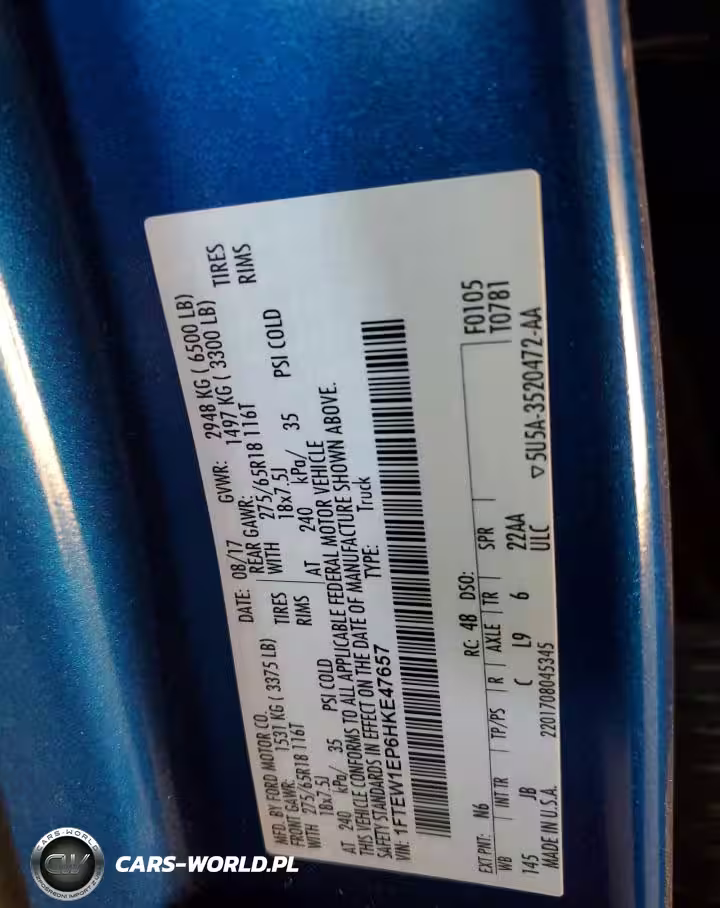 MFD. BY FORD MOTOR CO.
DATE: 08/17 GVWR: 2948 KG ( 6500 LB)
FRONT GAWR: 1531 KG ( 3375 LB) REAR GAWR: 1497 KG ( 3300 LB)
WITH 275/65R18 116T TIRES WITH 275/65R18 116T TIRES
18x7.5J RIMS 18x7.5J RIMS
AT 240 kPa/ 35 PSI COLD AT 240 kPa/ 35 PSI COLD
THIS VEHICLE CONFORMS TO ALL APPLICABLE FEDERAL MOTOR VEHICLE
SAFETY STANDARDS IN EFFECT ON THE DATE OF MANUFACTURE SHOWN ABOVE.
VIN: 1FTEW1EP6HKE47657 TYPE: Truck
F0105
T0781
EXT PNT: N6 RC: 48 DSO:
WB INT TR TP/PS R AXLE TR SPR
145 JB C L9 6 22AA
MADE IN U.S.A. 2201708045345 ULC ▽5U5A-3520472-AA
CARS-WORLD
CW
CARS-WORLD.PL